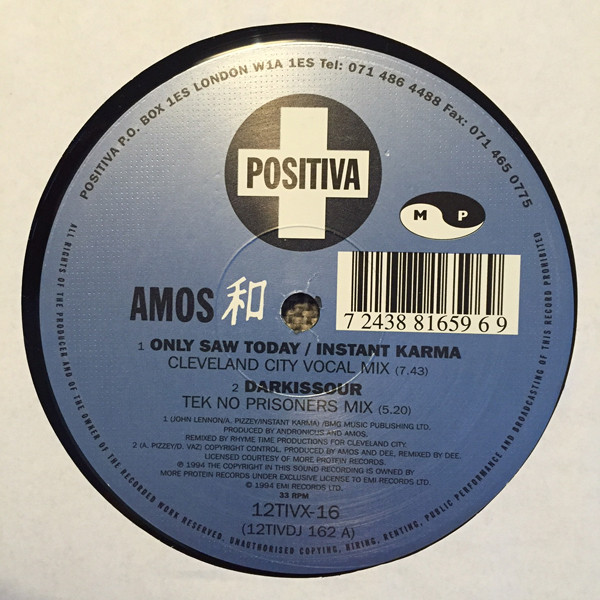 POSITIVA P.O. BOX 1ES LONDON W1A 1ES Tel: 071 486 4488 Fax: 071 465 0775
POSITIVA
M P
AMOS 和
7 24388 81659 6 9
1 ONLY SAW TODAY / INSTANT KARMA
CLEVELAND CITY VOCAL MIX (7.43)
2 DARKISSOUR
TEK NO PRISONERS MIX (5.20)
1 (JOHN LENNON/A. PIZZEY/INSTANT KARMA) /BMG MUSIC PUBLISHING LTD.
PRODUCED BY ANDRONICUS AND AMOS.
REMIXED BY RHYME TIME PRODUCTIONS FOR CLEVELAND CITY.
2 (A. PIZZEY/D. VAZ) COPYRIGHT CONTROL. PRODUCED BY AMOS AND DEE, REMIXED BY DEE.
LICENSED COURTESY OF MORE PROTEIN RECORDS.
℗ 1994 THE COPYRIGHT IN THIS SOUND RECORDING IS OWNED BY
MORE PROTEIN RECORDS UNDER EXCLUSIVE LICENSE TO EMI RECORDS LTD.
© 1994 EMI RECORDS LTD.
33 RPM
12TIVX-16
(12TIVDJ 162 A)
ALL RIGHTS OF THE PRODUCER AND OF THE OWNER OF THE RECORDED WORK RESERVED. UNAUTHORISED COPYING, HIRING, RENTING, PUBLIC PERFORMANCE AND BROADCASTING OF THIS RECORD PROHIBITED